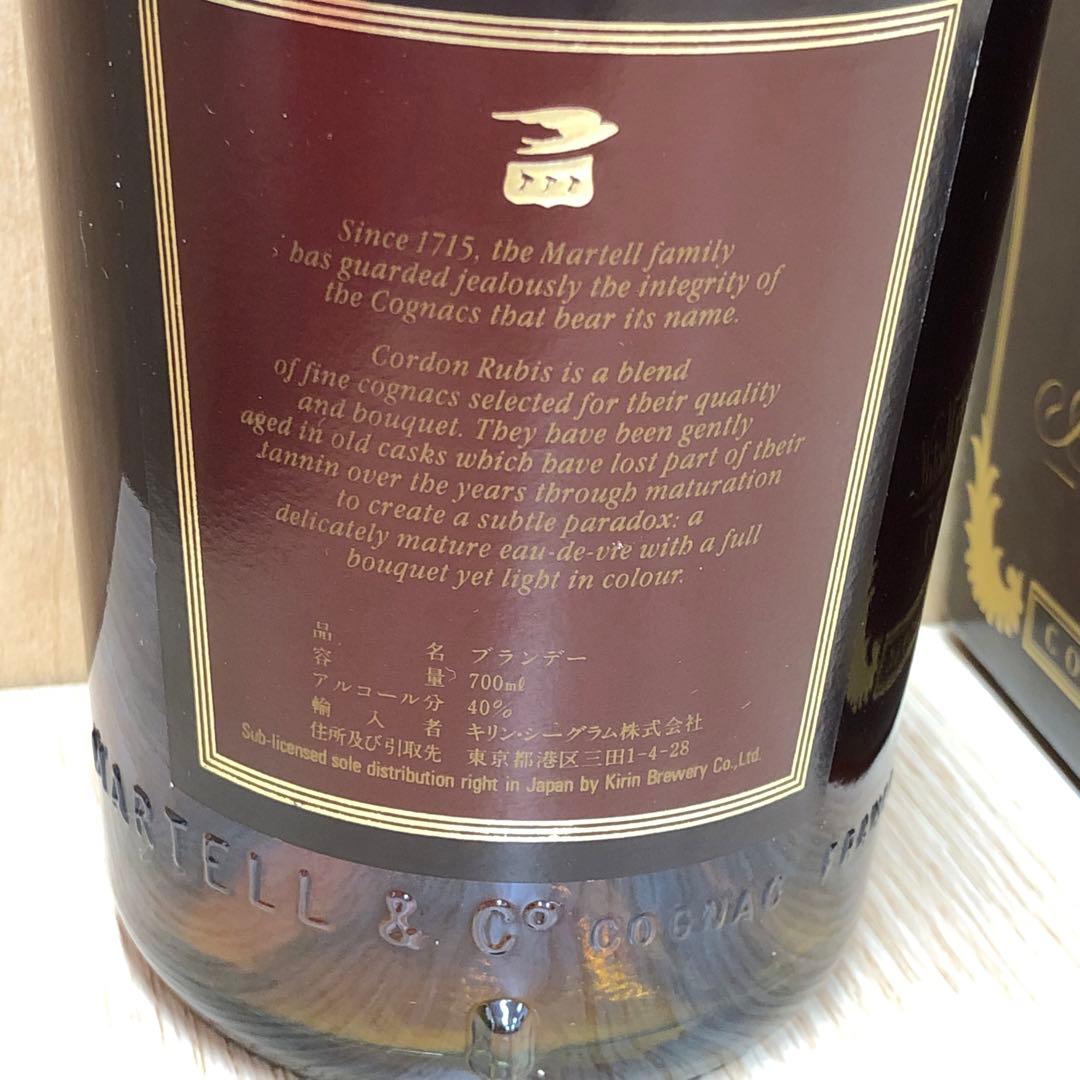 Since 1715, the Martell family
has guarded jealously the integrity of
the Cognacs that bear its name.
Cordon Rubis is a blend
of fine cognacs selected for their quality
and bouquet. They have been gently
aged in old casks which have lost part of their
tannin over the years through maturation
to create a subtle paradox: a
delicately mature eau-de-vie with a full
bouquet yet light in colour.
品名 ブランデー
容量 700ml
アルコール分 40%
輸入者 キリン・シーグラム株式会社
住所及び引取先 東京都港区三田1-4-28
Sub-licensed sole distribution right in Japan by Kirin Brewery Co.,Ltd.
MARTELL & Co COGNAC